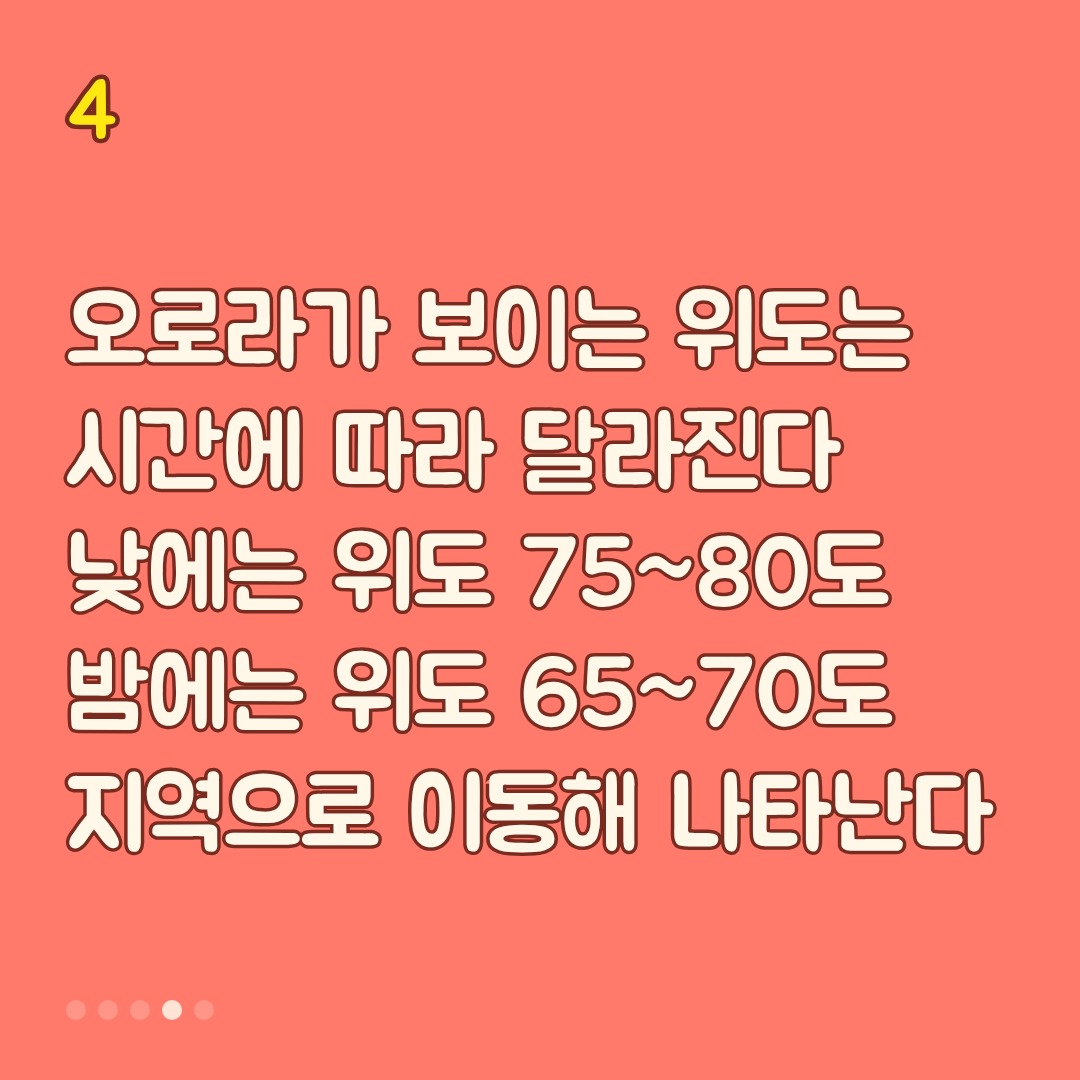 4
오로라가 보이는 위도는
시간에 따라 달라진다
낮에는 위도 75~80도
밤에는 위도 65~70도
지역으로 이동해 나타난다